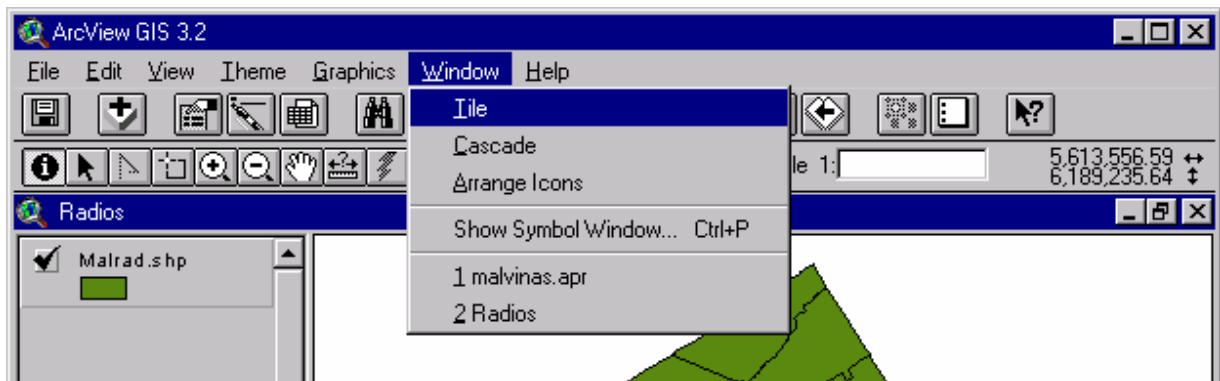 ArcView GIS 3.2
File Edit View Theme Graphics Window Help
Tile
Cascade
Arrange Icons
Show Symbol Window... Ctrl+P
1 malvinas.apr
2 Radios
le 1:
5,613,556.59
6,189,235.64
Radios
Malrad.shp